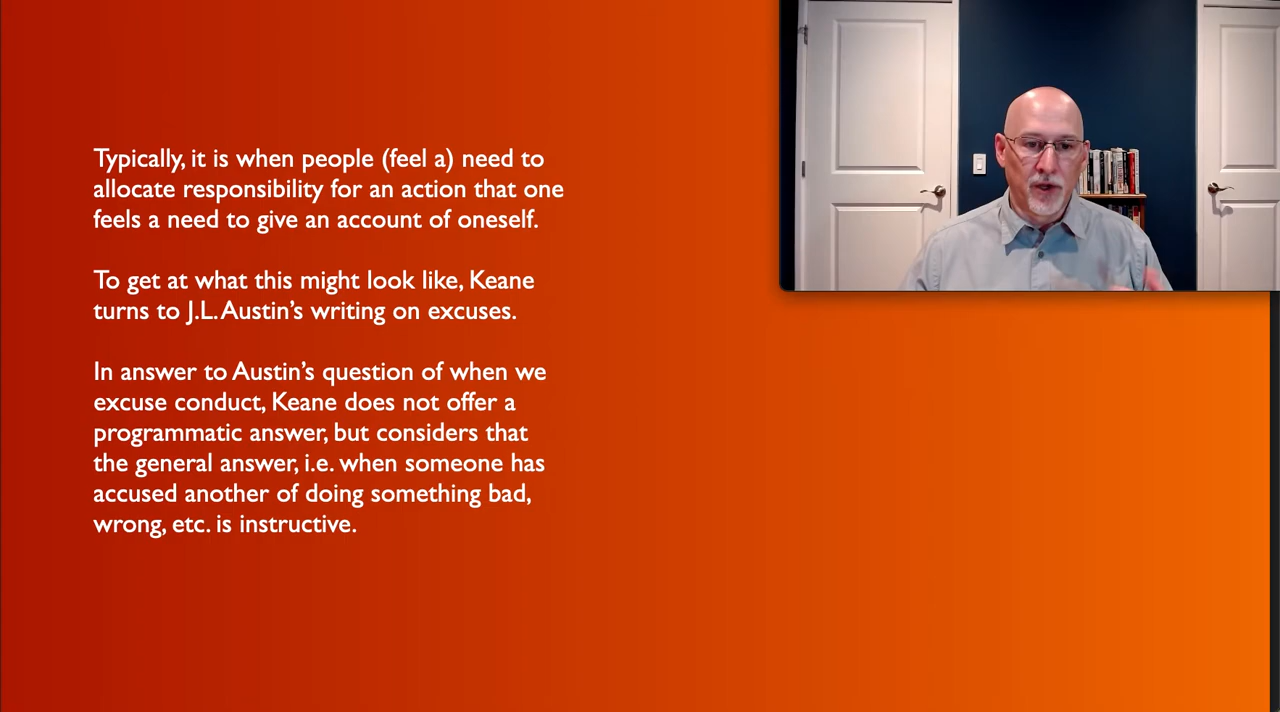 Typically, it is when people (feel a) need to
allocate responsibility for an action that one
feels a need to give an account of oneself.
To get at what this might look like, Keane
turns to J.L. Austin's writing on excuses.
In answer to Austin's question of when we
excuse conduct, Keane does not offer a
programmatic answer, but considers that
the general answer, i.e. when someone has
accused another of doing something bad,
wrong, etc. is instructive.